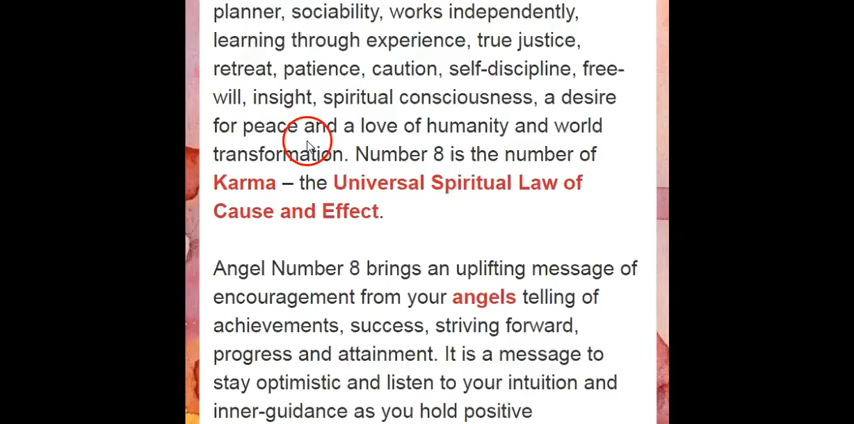 planner, sociability, works independently,
learning through experience, true justice,
retreat, patience, caution, self-discipline, free-
will, insight, spiritual consciousness, a desire
for peace and a love of humanity and world
transformation. Number 8 is the number of
Karma – the Universal Spiritual Law of
Cause and Effect.
Angel Number 8 brings an uplifting message of
encouragement from your angels telling of
achievements, success, striving forward,
progress and attainment. It is a message to
stay optimistic and listen to your intuition and
inner-guidance as you hold positive